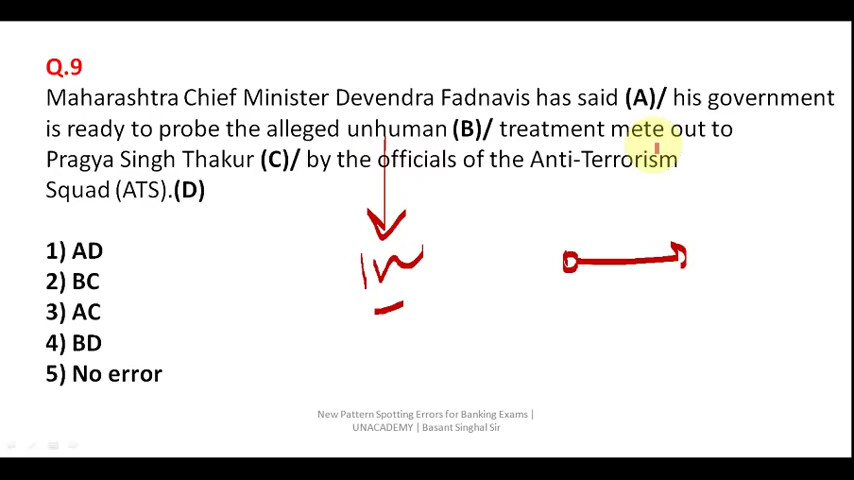 Q.9
Maharashtra Chief Minister Devendra Fadnavis has said (A)/ his government
is ready to probe the alleged unhuman (B)/ treatment mete out to
Pragya Singh Thakur (C)/ by the officials of the Anti-Terrorism
Squad (ATS).(D)
In
1) AD
2) BC
3) AC
4) BD
5) No error
New Pattern Spotting Errors for Banking Exams |
UNACADEMY | Basant Singhal Sir